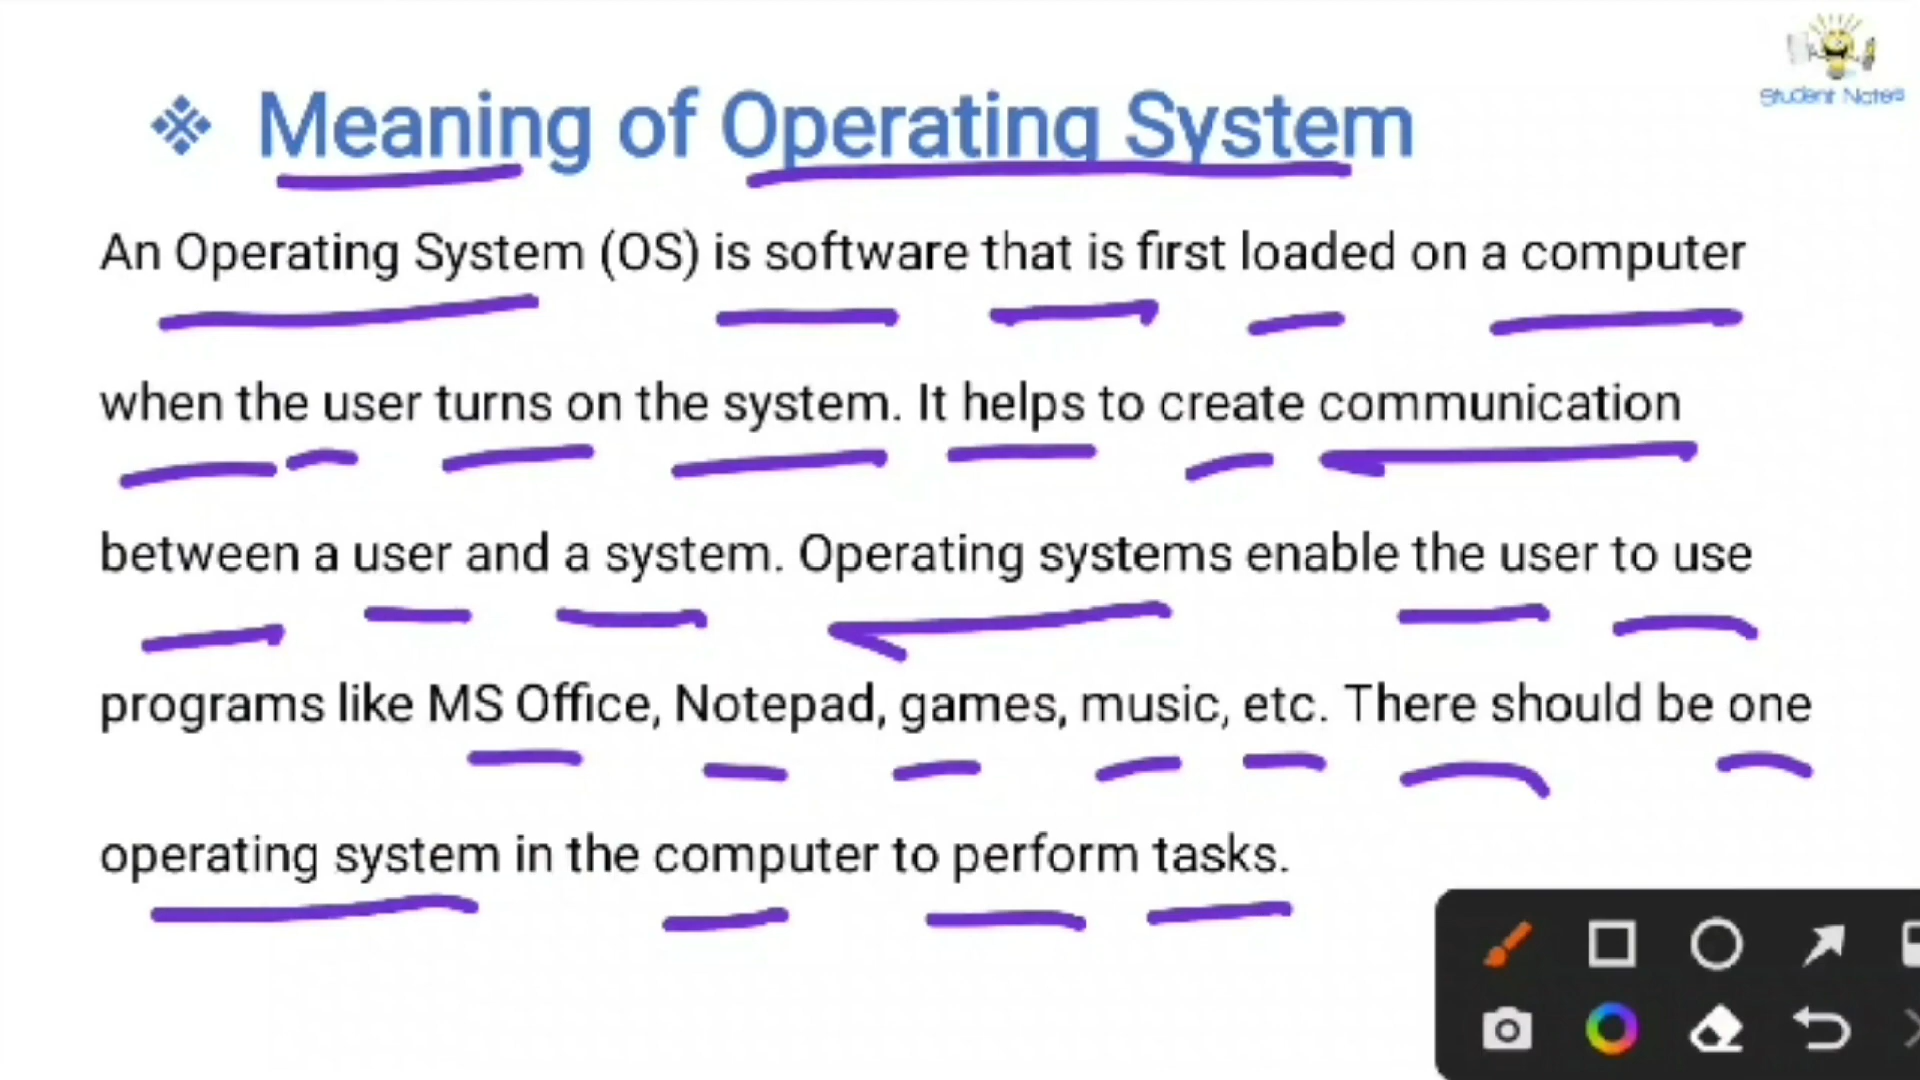 Student Notes
Meaning of Operating System
An Operating System (OS) is software that is first loaded on a computer
when the user turns on the system. It helps to create communication
between a user and a system. Operating systems enable the user to use
programs like MS Office, Notepad, games, music, etc. There should be one
operating system in the computer to perform tasks.